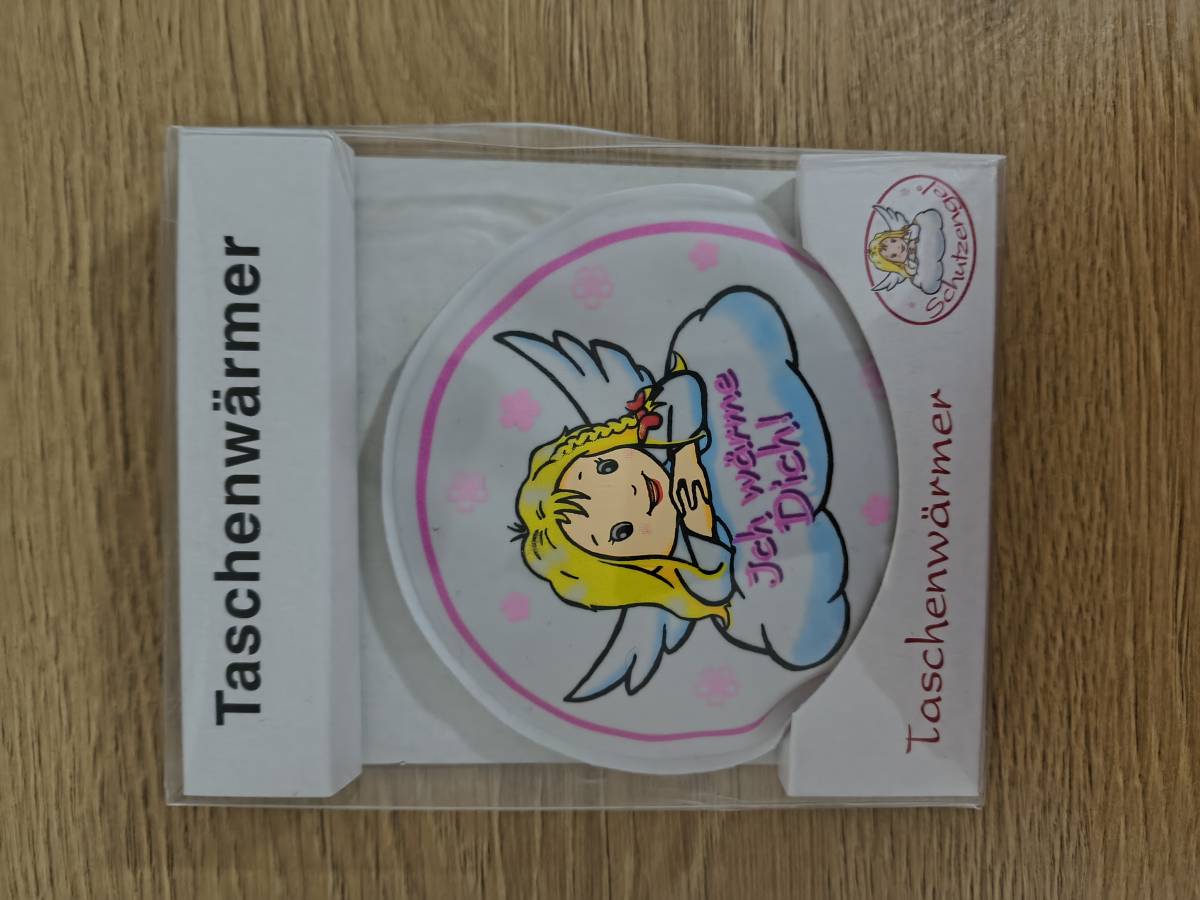 Taschenwärmer
Ich wärme
Dich!
Taschenwärmer
Schutzengel